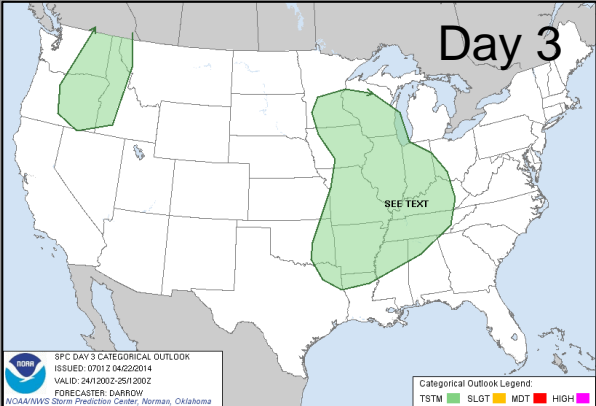 Day 3
SEE TEXT
NOAA
SPC DAY 3 CATEGORICAL OUTLOOK
ISSUED: 0701Z 04/22/2014
VALID: 24/1200Z-25/1200Z
FORECASTER: DARROW
NOAA/NWS Storm Prediction Center, Norman, Oklahoma
Categorical Outlook Legend:
TSTM SLGT MDT HIGH